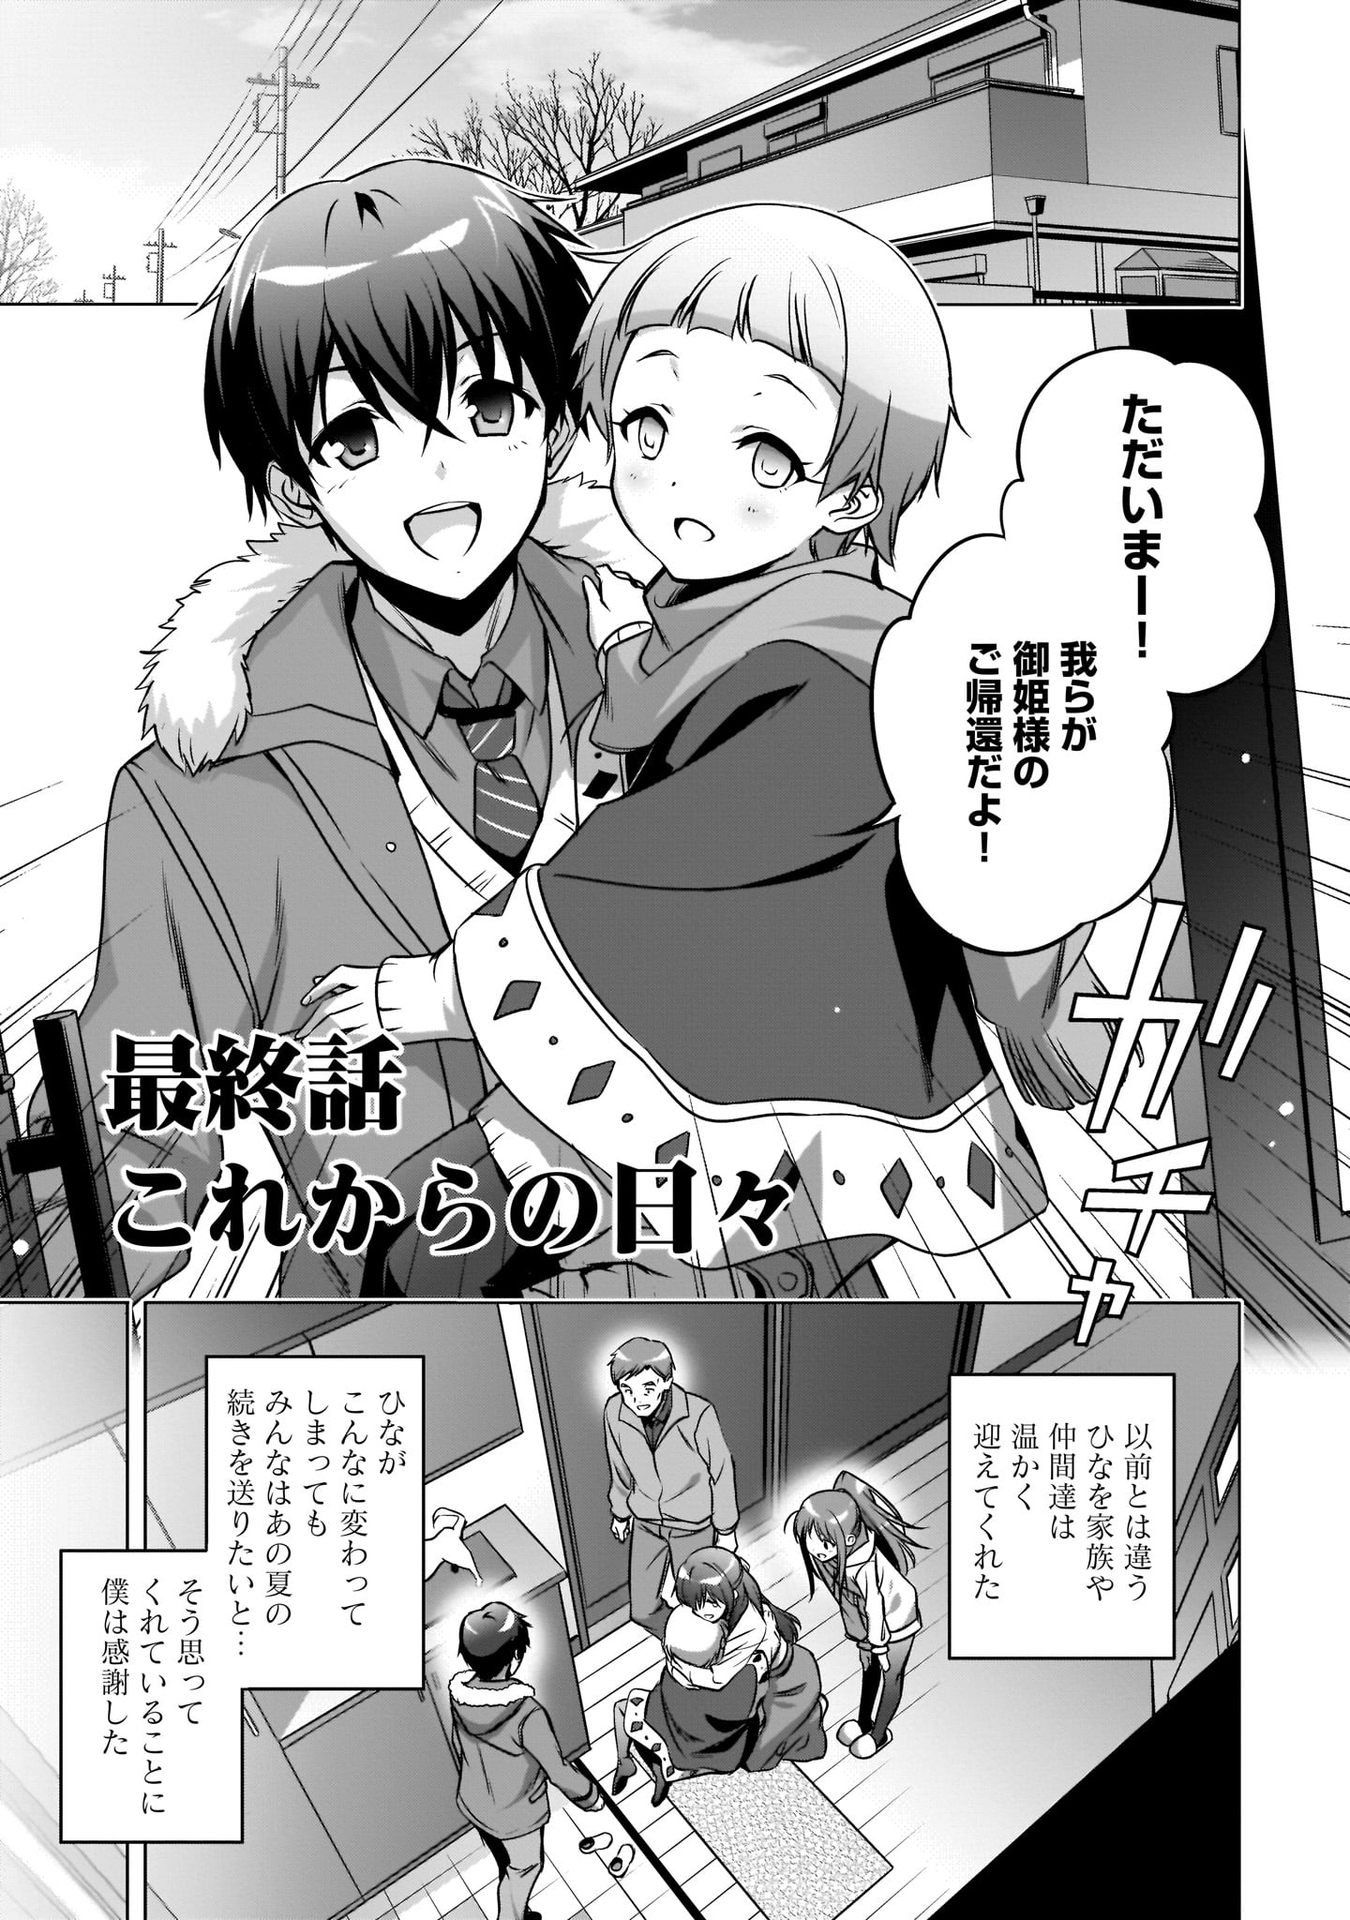 ただいまー！
我らが
御姫様の
ご帰還だよ！
ガチャ
最終話
これからの日々
以前とは違う
ひなを家族や
仲間達は
温かく
迎えてくれた
ひなが
こんなに変わって
しまっても
みんなはあの夏の
続きを送りたいと…
そう思って
くれていることに
僕は感謝した